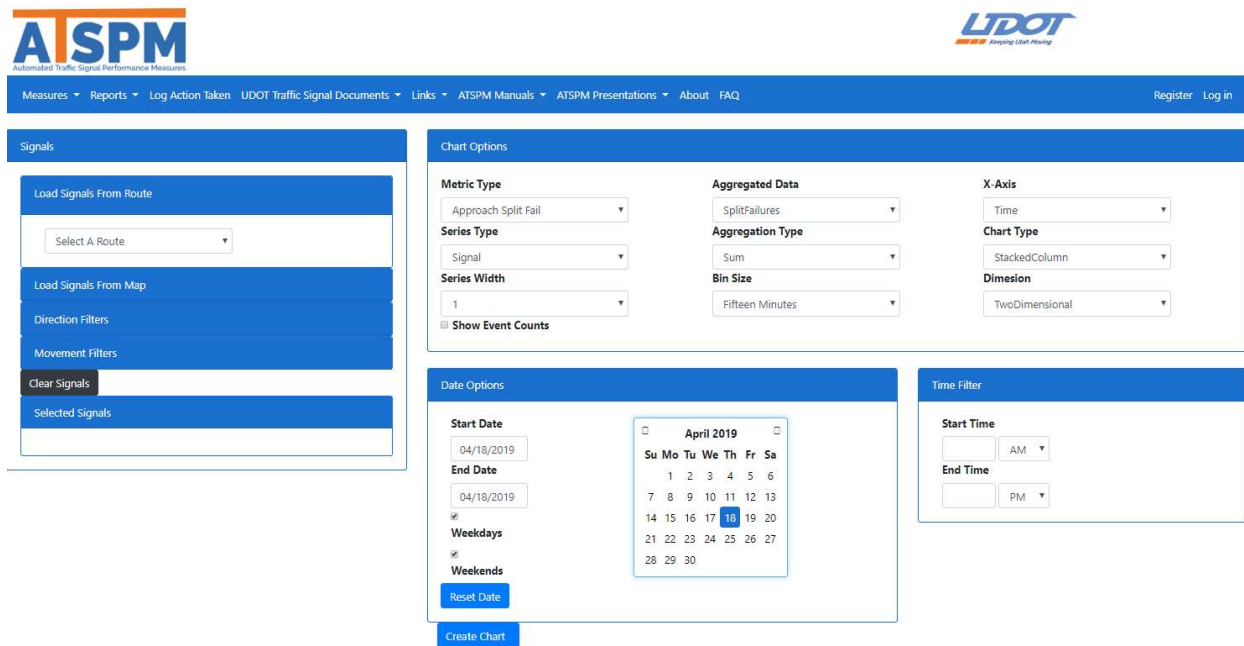 ATSPM
Automated Traffic Signal Performance Measures
UDOT
Keeping Utah Moving
Measures Reports Log Action Taken UDOT Traffic Signal Documents Links ATSPM Manuals ATSPM Presentations About FAQ Register Log in
Signals
Load Signals From Route
Select A Route
Load Signals From Map
Direction Filters
Movement Filters
Clear Signals
Selected Signals
Chart Options
Metric Type Aggregated Data X-Axis
Approach Split Fail SplitFailures Time
Series Type Aggregation Type Chart Type
Signal Sum StackedColumn
Series Width Bin Size Dimesion
1 Fifteen Minutes TwoDimensional
Show Event Counts
Date Options
Start Date
04/18/2019
End Date
04/18/2019
Weekdays
Weekends
Reset Date
April 2019
Su Mo Tu We Th Fr Sa
1 2 3 4 5 6
7 8 9 10 11 12 13
14 15 16 17 18 19 20
21 22 23 24 25 26 27
28 29 30
Create Chart
Time Filter
Start Time
AM
End Time
PM